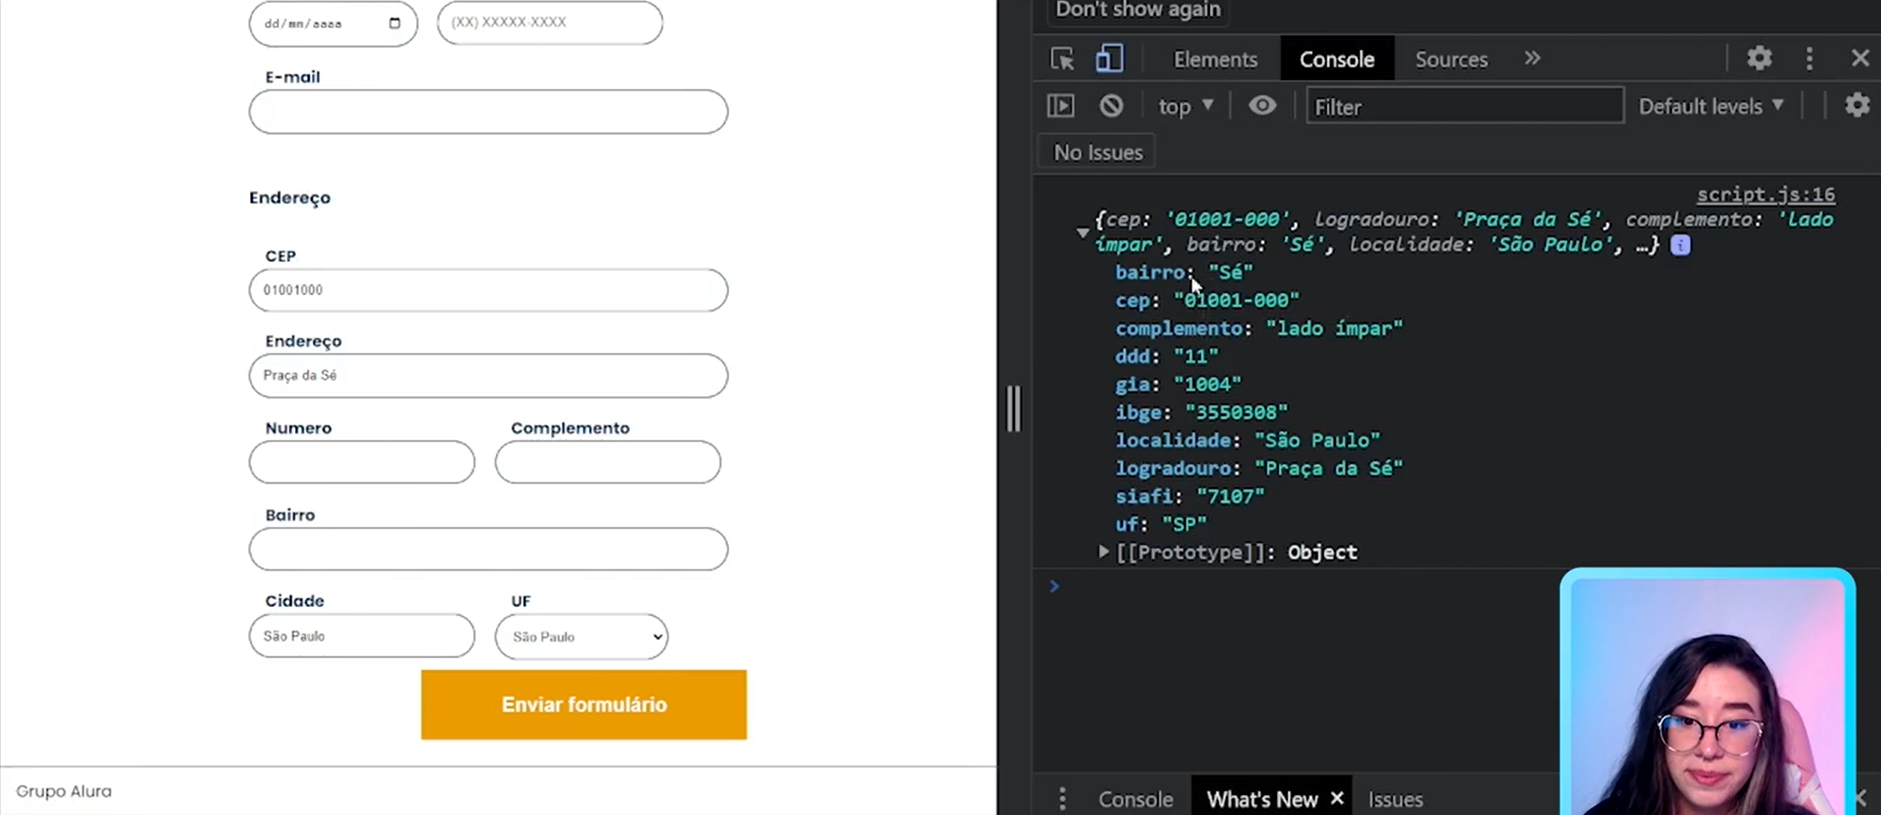 dd/mm/aaaa
(XX) XXXXX-XXXX
E-mail
Endereço
CEP
01001000
Endereço
Praça da Sé
Numero
Complemento
Bairro
Cidade
UF
São Paulo
São Paulo
Enviar formulário
Grupo Alura
Don't show again
Elements
Console
Sources
top
Filter
Default levels
No Issues
script.js:16
{cep: '01001-000', logradouro: 'Praça da Sé', complemento: 'lado
ímpar', bairro: 'Sé', localidade: 'São Paulo', …}
bairro: "Sé"
cep: "01001-000"
complemento: "lado ímpar"
ddd: "11"
gia: "1004"
ibge: "3550308"
localidade: "São Paulo"
logradouro: "Praça da Sé"
siafi: "7107"
uf: "SP"
[[Prototype]]: Object
Console
What's New
Issues